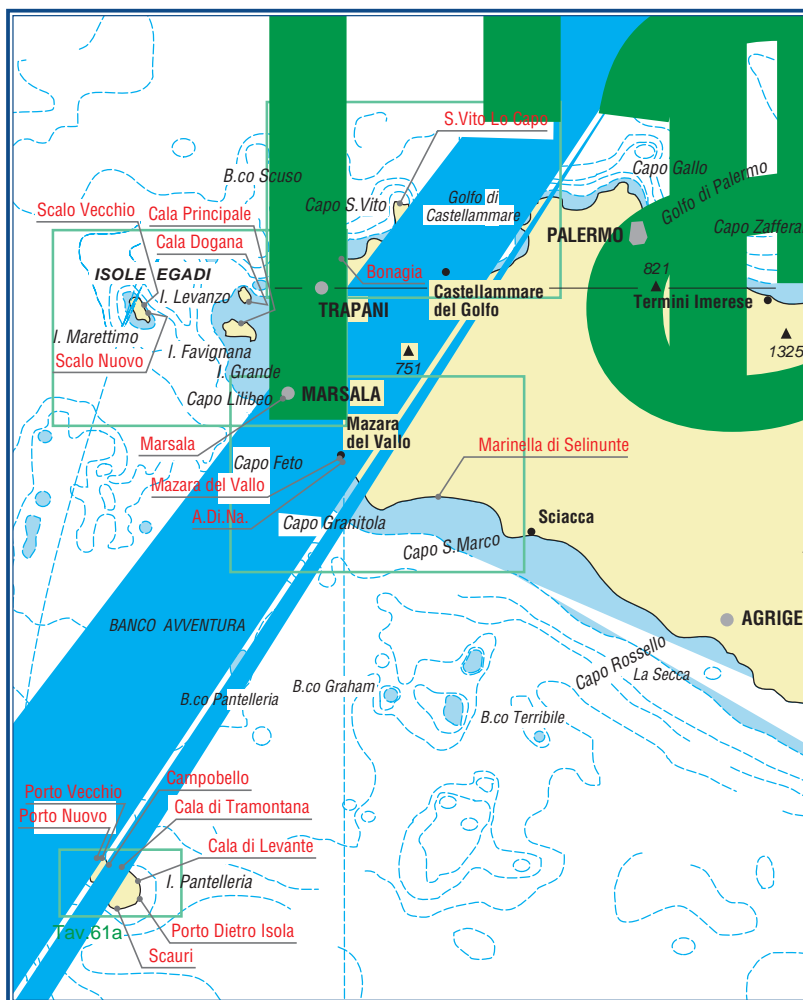 S.Vito Lo Capo
B.co Scuso
Capo Gallo
Golfo di Palermo
Scalo Vecchio
Cala Principale
Capo S.Vito
Golfo di
Castellammare
Cala Dogana
PALERMO
Capo Zaffera
Bonagia
ISOLE EGADI
I. Levanzo
821
TRAPANI
Castellammare
del Golfo
Termini Imerese
I. Marettimo
Scalo Nuovo
I. Favignana
I. Grande
751
1325
Capo Lilibeo
MARSALA
Marsala
Mazara
del Vallo
Marinella di Selinunte
Capo Feto
Mazara del Vallo
A.Di.Na.
Capo Granitola
Sciacca
Capo S.Marco
BANCO AVVENTURA
AGRIGE
Capo Rossello
La Secca
B.co Pantelleria
B.co Graham
B.co Terribile
Porto Vecchio
Campobello
Porto Nuovo
Cala di Tramontana
Cala di Levante
I. Pantelleria
Tav.61a
Porto Dietro Isola
Scauri